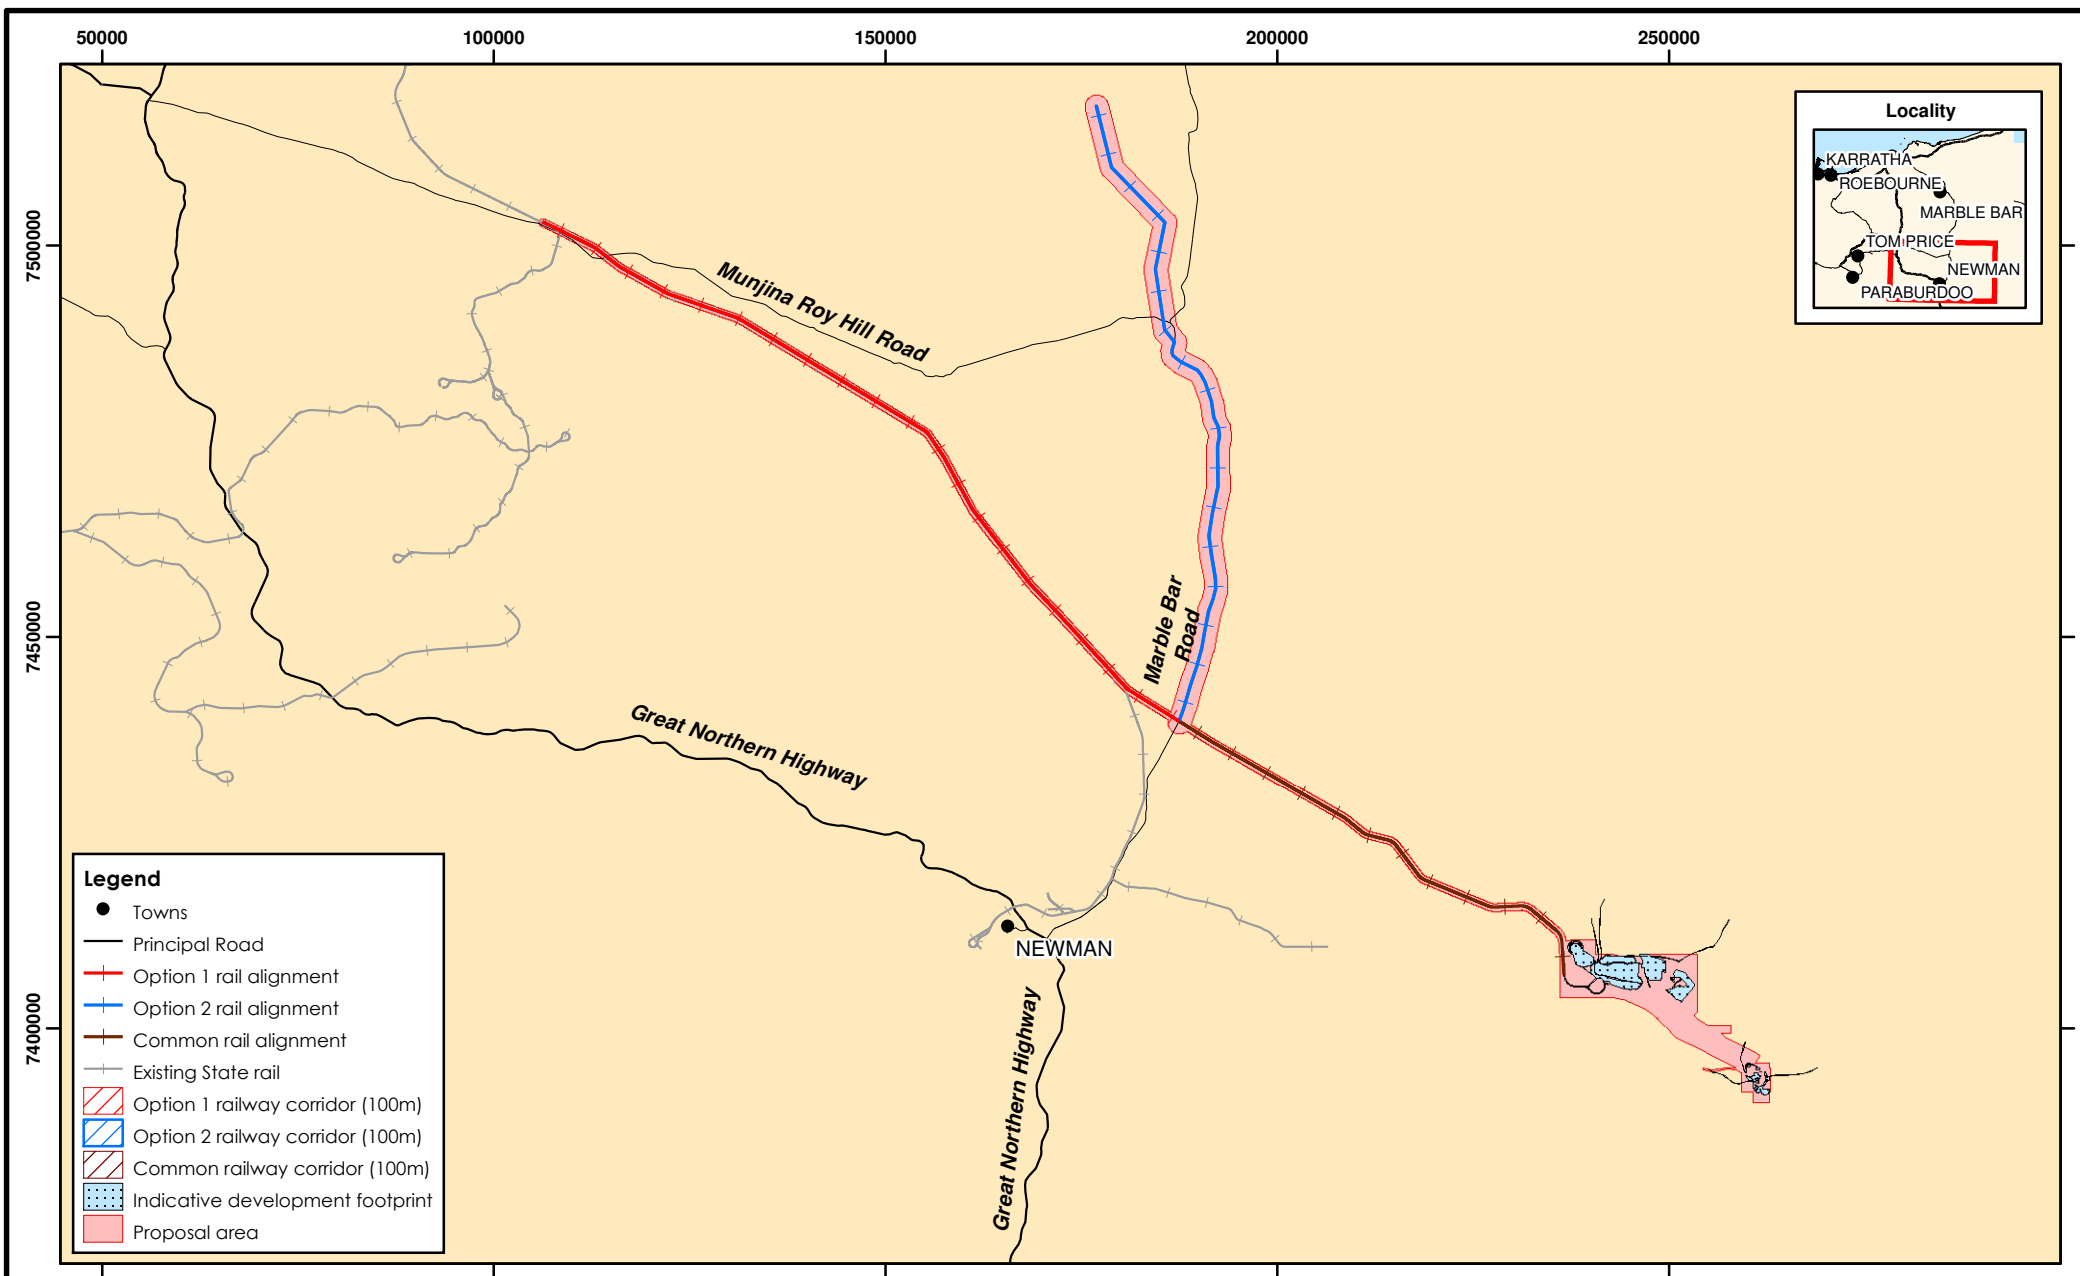 50000
100000
150000
200000
250000
Locality
KARRATHA
ROEBOURNE
MARBLE BAR
TOM PRICE
NEWMAN
PARABURDOO
7500000
7450000
7400000
Munjina Roy Hill Road
Marble Bar
Road
Great Northern Highway
NEWMAN
Great Northern Highway
Legend
Towns
Principal Road
Option 1 rail alignment
Option 2 rail alignment
Common rail alignment
Existing State rail
Option 1 railway corridor (100m)
Option 2 railway corridor (100m)
Common railway corridor (100m)
Indicative development footprint
Proposal area